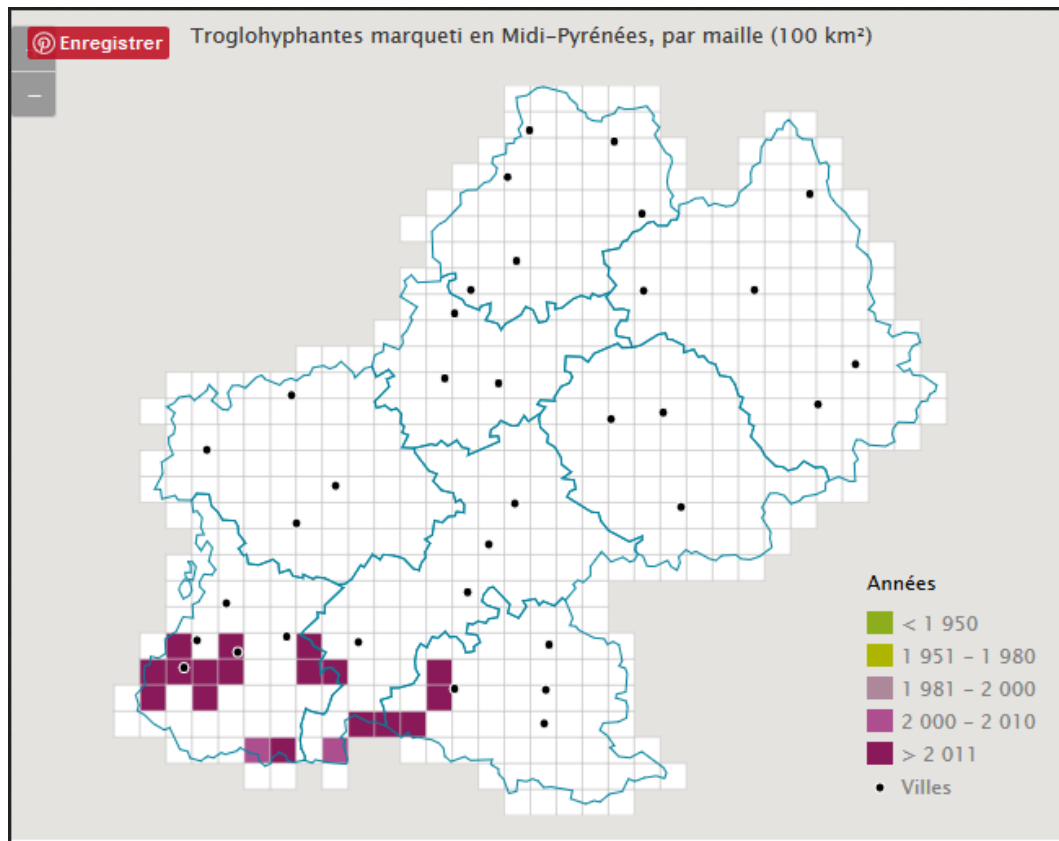 Enregistrer
Troglohyphantes marqueti en Midi-Pyrénées, par maille (100 km²)
–
Années
< 1 950
1 951 – 1 980
1 981 – 2 000
2 000 – 2 010
> 2 011
Villes